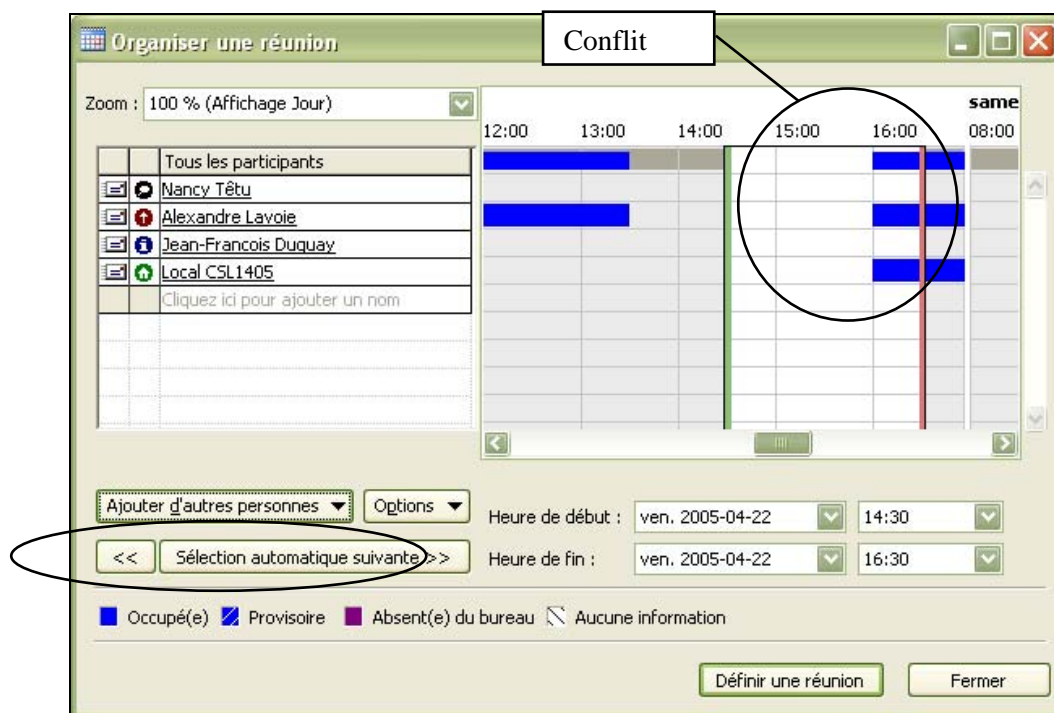 Organiser une réunion
Conflit
Zoom : 100 % (Affichage Jour)
same
12:00 13:00 14:00 15:00 16:00 08:00
Tous les participants
Nancy Têtu
Alexandre Lavoie
Jean-Francois Duquay
Local CSL1405
Cliquez ici pour ajouter un nom
Ajouter d'autres personnes Options Heure de début : ven. 2005-04-22 14:30
<< Sélection automatique suivante >> Heure de fin : ven. 2005-04-22 16:30
Occupé(e) Provisoire Absent(e) du bureau Aucune information
Définir une réunion Fermer